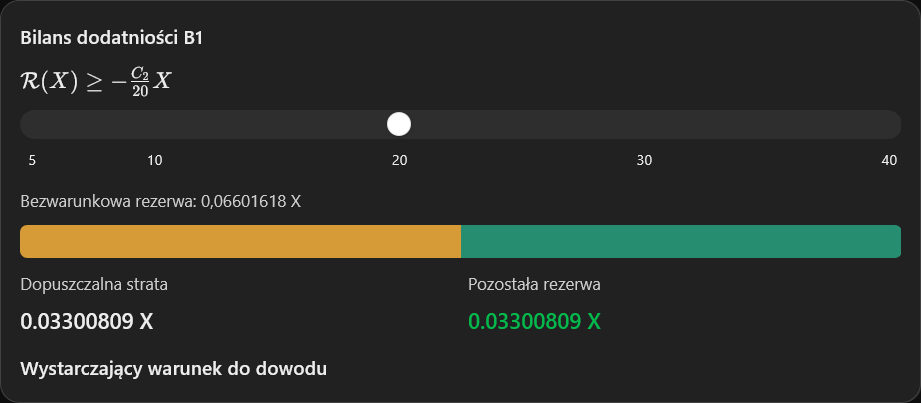 Bilans dodatniości B1
ℛ(X) ≥ −C₂/20 X
5 10 20 30 40
Bezwarunkowa rezerwa: 0,06601618 X
Dopuszczalna strata Pozostała rezerwa
0.03300809 X 0.03300809 X
Wystarczający warunek do dowodu